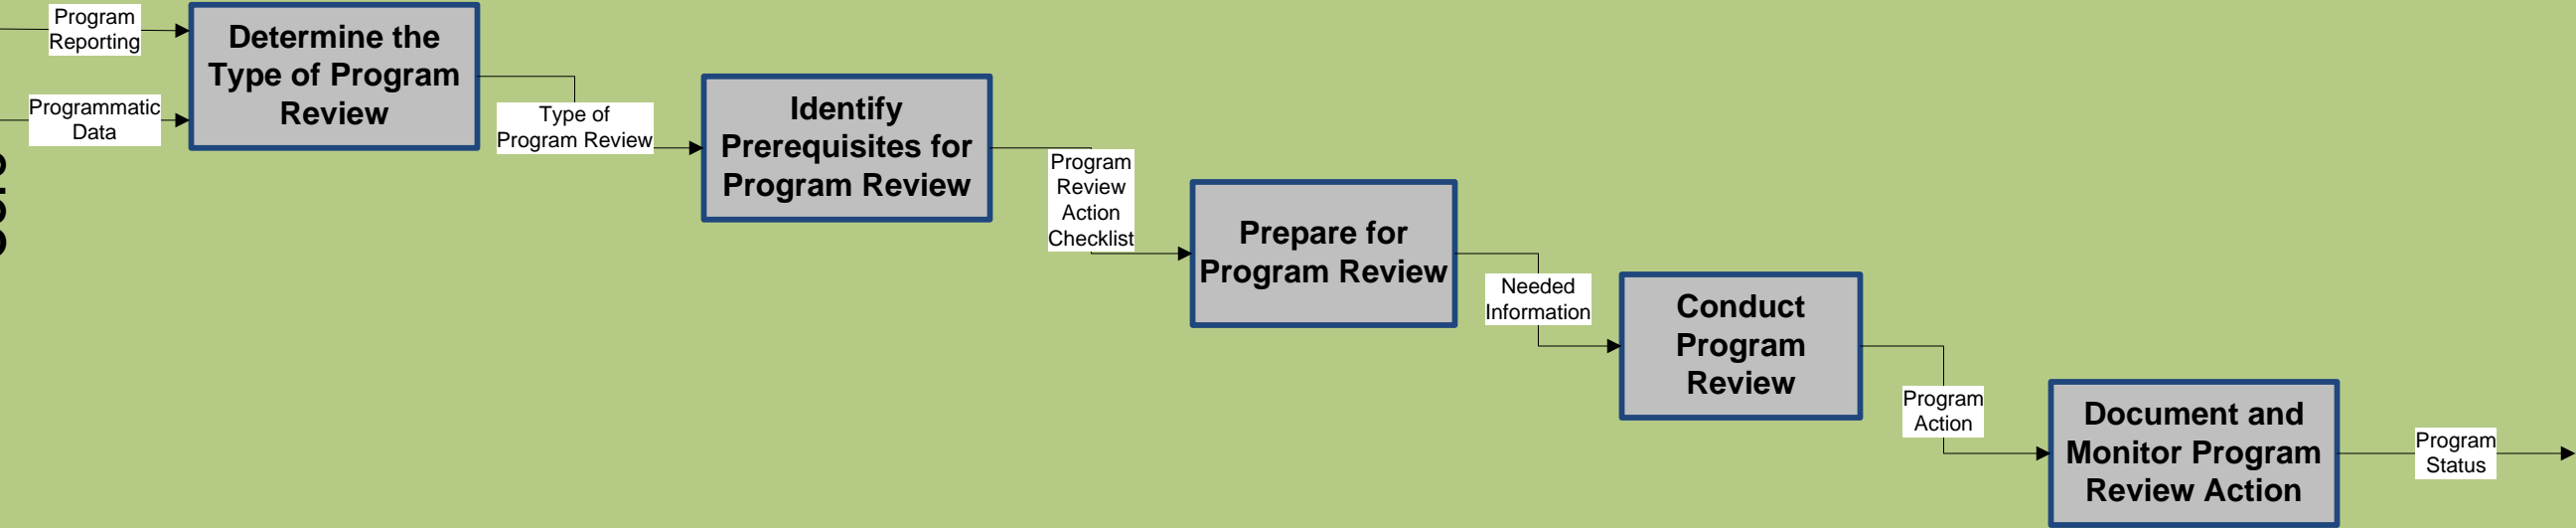 Program
Reporting
Programmatic
Data
Determine the
Type of Program
Review
Type of
Program Review
Identify
Prerequisites for
Program Review
Program
Review
Action
Checklist
Prepare for
Program Review
Needed
Information
Conduct
Program
Review
Program
Action
Document and
Monitor Program
Review Action
Program
Status